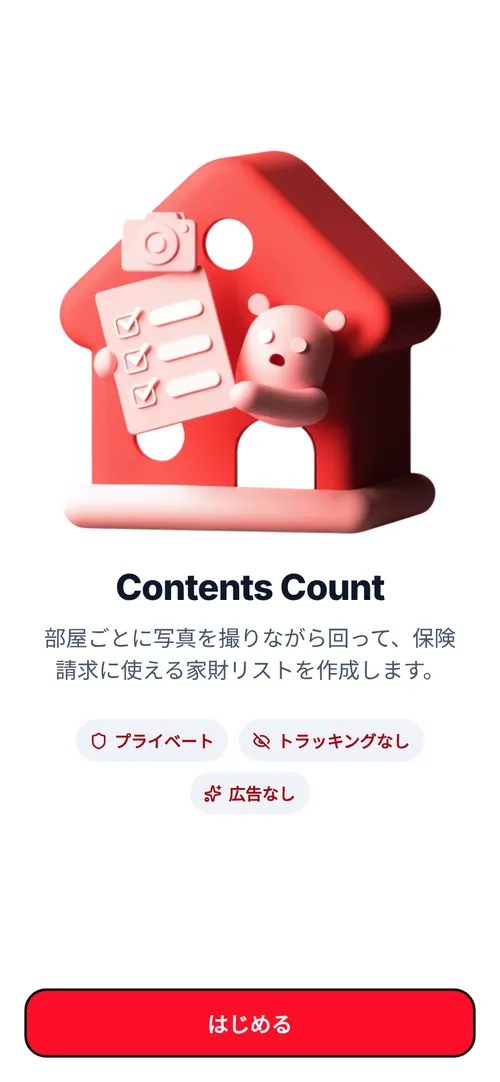 Contents Count
部屋ごとに写真を撮りながら回って、保険
請求に使える家財リストを作成します。
プライベート
トラッキングなし
広告なし
はじめる